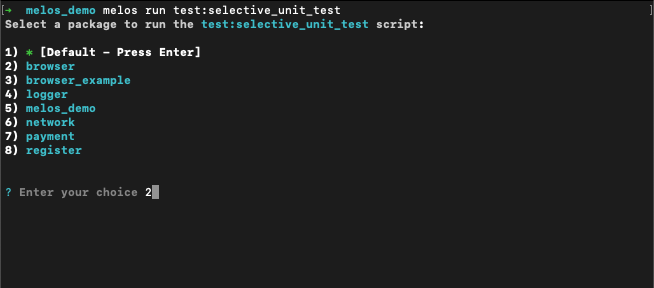 [→ melos_demo melos run test:selective_unit_test ]
Select a package to run the test:selective_unit_test script:
1) * [Default - Press Enter]
2) browser
3) browser_example
4) logger
5) melos_demo
6) network
7) payment
8) register
? Enter your choice 2